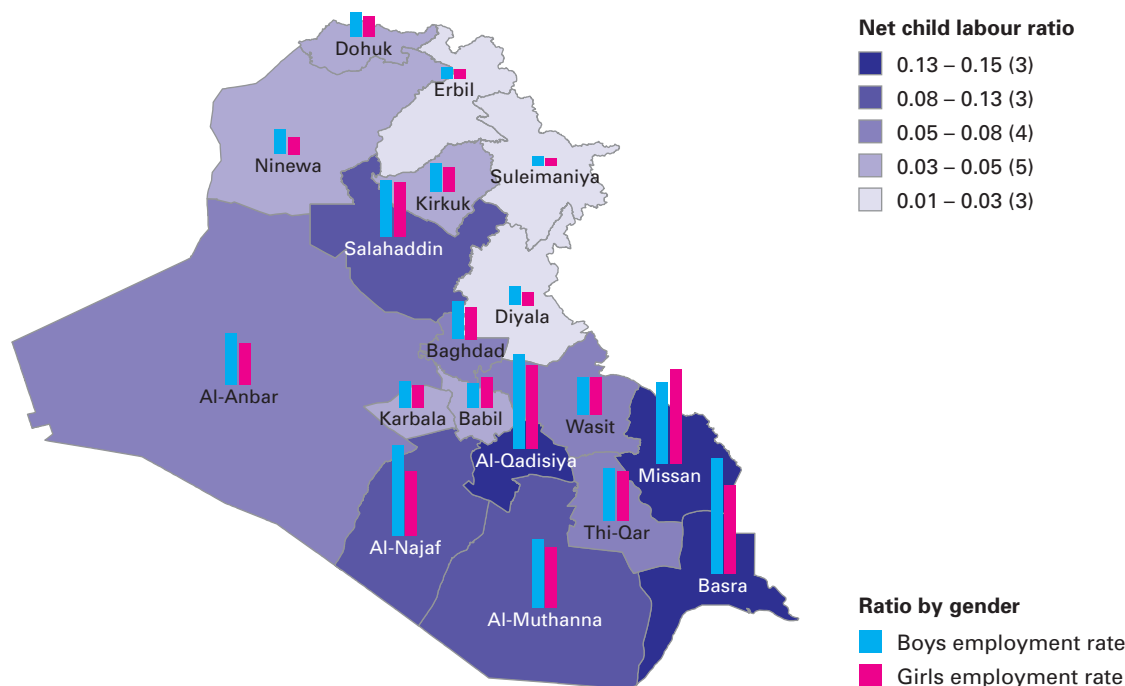 Dohuk
Erbil
Ninewa
Suleimaniya
Kirkuk
Salahaddin
Diyala
Baghdad
Al-Anbar
Karbala
Babil
Wasit
Al-Qadisiya
Missan
Thi-Qar
Al-Najaf
Basra
Al-Muthanna
Net child labour ratio
0.13 – 0.15 (3)
0.08 – 0.13 (3)
0.05 – 0.08 (4)
0.03 – 0.05 (5)
0.01 – 0.03 (3)
Ratio by gender
Boys employment rate
Girls employment rate